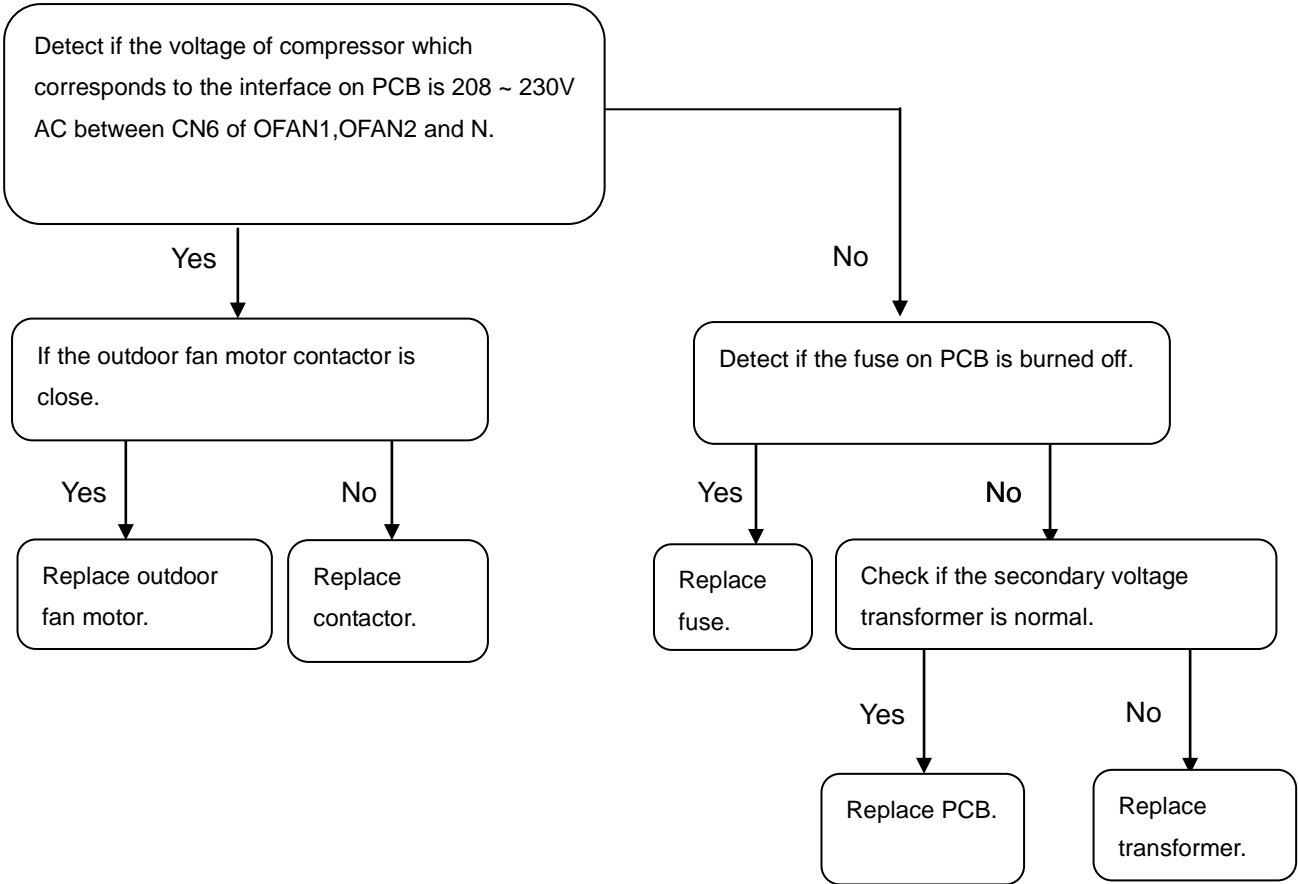 Detect if the voltage of compressor which
corresponds to the interface on PCB is 208 ~ 230V
AC between CN6 of OFAN1,OFAN2 and N.
Yes
No
If the outdoor fan motor contactor is
close.
Detect if the fuse on PCB is burned off.
Yes
No
Yes
No
Replace outdoor
fan motor.
Replace
contactor.
Replace
fuse.
Check if the secondary voltage
transformer is normal.
Yes
No
Replace PCB.
Replace
transformer.